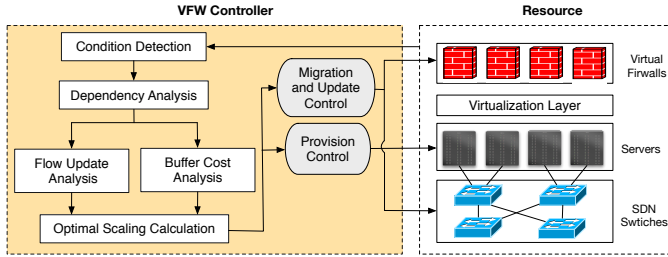 VFW Controller
Resource
Condition Detection
Dependency Analysis
Flow Update
Analysis
Buffer Cost
Analysis
Optimal Scaling Calculation
Migration
and Update
Control
Provision
Control
Virtual
Firwalls
Virtualization Layer
Servers
SDN
Swtiches